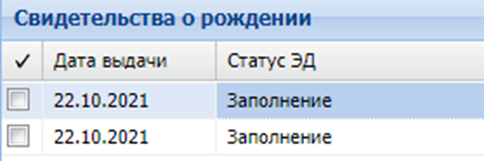 Свидетельства о рождении
✓ Дата выдачи Статус ЭД
22.10.2021 Заполнение
22.10.2021 Заполнение